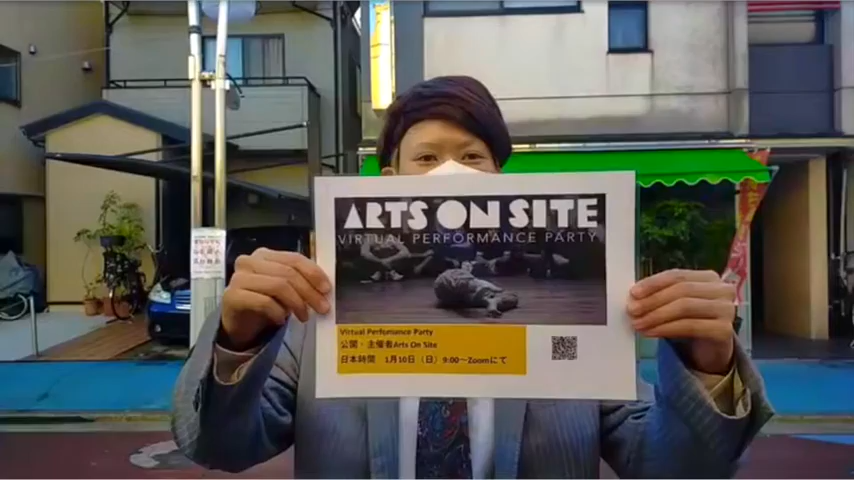 ARTS ON SITE
VIRTUAL PERFORMANCE PARTY
Virtual Perfomance Party
公開・主催者Arts On Site
日本時間 1月10日（日）9:00～Zoomにて